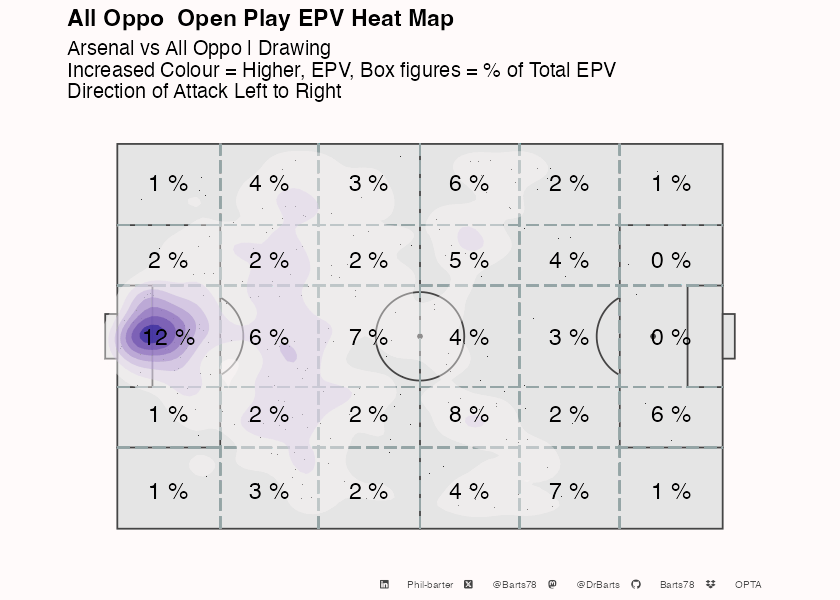 All Oppo  Open Play EPV Heat Map
Arsenal vs All Oppo | Drawing
Increased Colour = Higher, EPV, Box figures = % of Total EPV
Direction of Attack Left to Right
1 % 4 % 3 % 6 % 2 % 1 %
2 % 2 % 2 % 5 % 4 % 0 %
12 % 6 % 7 % 4 % 3 % 0 %
1 % 2 % 2 % 8 % 2 % 6 %
1 % 3 % 2 % 4 % 7 % 1 %
Phil-barter @Barts78 @DrBarts Barts78 OPTA